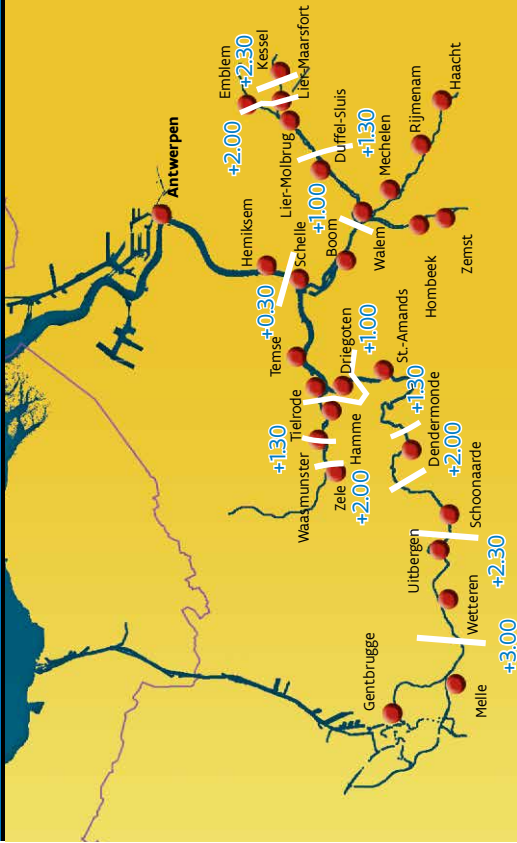 Emblem
+2.30
Kessel
Lier-Maarsfort
+2.00
Lier-Molbrug
Duffel-sluis
+1.30
Mechelen
Rijmenam
Haacht
Antwerpen
Hemiksem
Schelle
+0.30
Boom
+1.00
Walem
Hombeek
Zemst
Temse
Driegoten
+1.00
St.-Amands
Tielrode
+1.30
Hamme
Waasmunster
Zele
+2.00
+1.30
Dendermonde
+2.00
Schoonaarde
Uitbergen
+2.30
Wetteren
+3.00
Gentbrugge
Melle